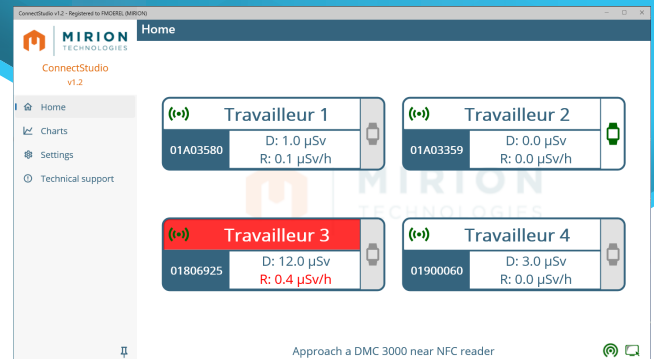 ConnectStudio v1.2 - Registered to FMOEREL (MIRION)
MIRION
TECHNOLOGIES
ConnectStudio
v1.2
Home
Charts
Settings
Technical support
Home
Travailleur 1
01A03580
D: 1.0 µSv
R: 0.1 µSv/h
Travailleur 2
01A03359
D: 0.0 µSv
R: 0.0 µSv/h
MIRION
TECHNOLOGIES
Travailleur 3
01806925
D: 12.0 µSv
R: 0.4 µSv/h
Travailleur 4
01900060
D: 3.0 µSv
R: 0.0 µSv/h
Approach a DMC 3000 near NFC reader